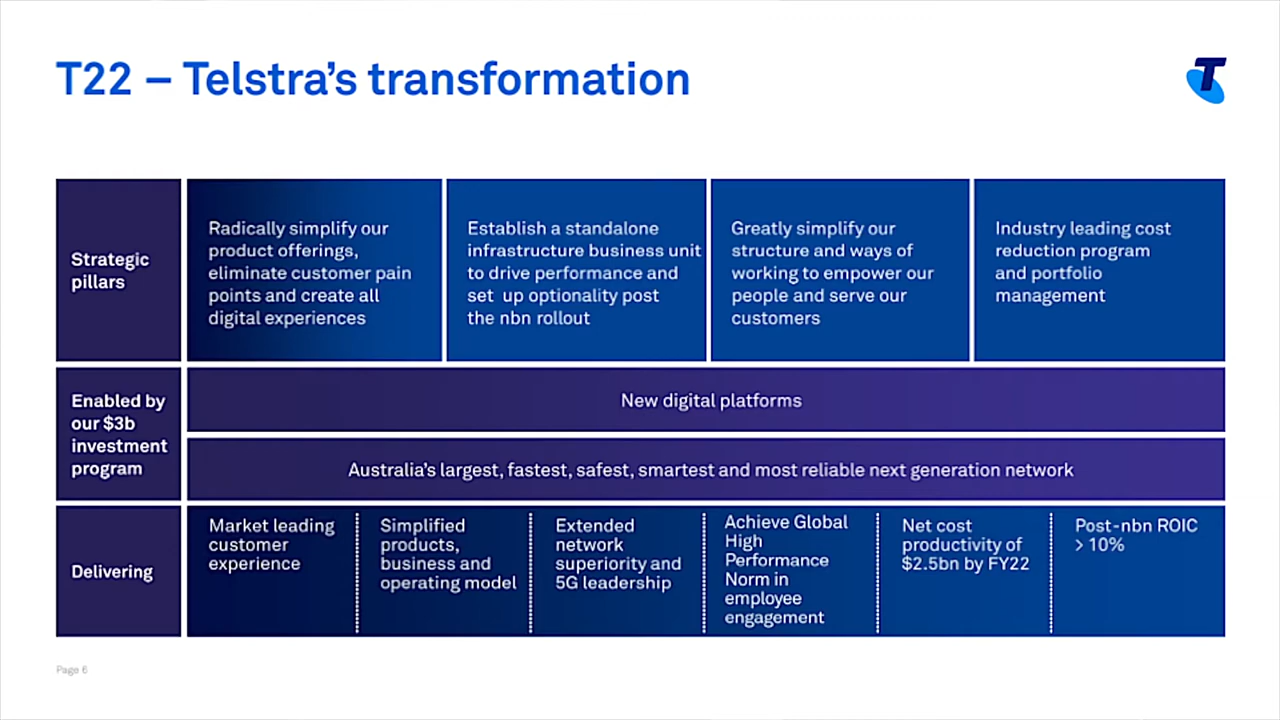 T22 – Telstra's transformation
T
Strategic
pillars
Radically simplify our
product offerings,
eliminate customer pain
points and create all
digital experiences
Establish a standalone
infrastructure business unit
to drive performance and
set up optionality post
the nbn rollout
Greatly simplify our
structure and ways of
working to empower our
people and serve our
customers
Industry leading cost
reduction program
and portfolio
management
Enabled by
our $3b
investment
program
New digital platforms
Australia's largest, fastest, safest, smartest and most reliable next generation network
Delivering
Market leading
customer
experience
Simplified
products,
business and
operating model
Extended
network
superiority and
5G leadership
Achieve Global
High
Performance
Norm in
employee
engagement
Net cost
productivity of
$2.5bn by FY22
Post-nbn ROIC
> 10%
Page 6